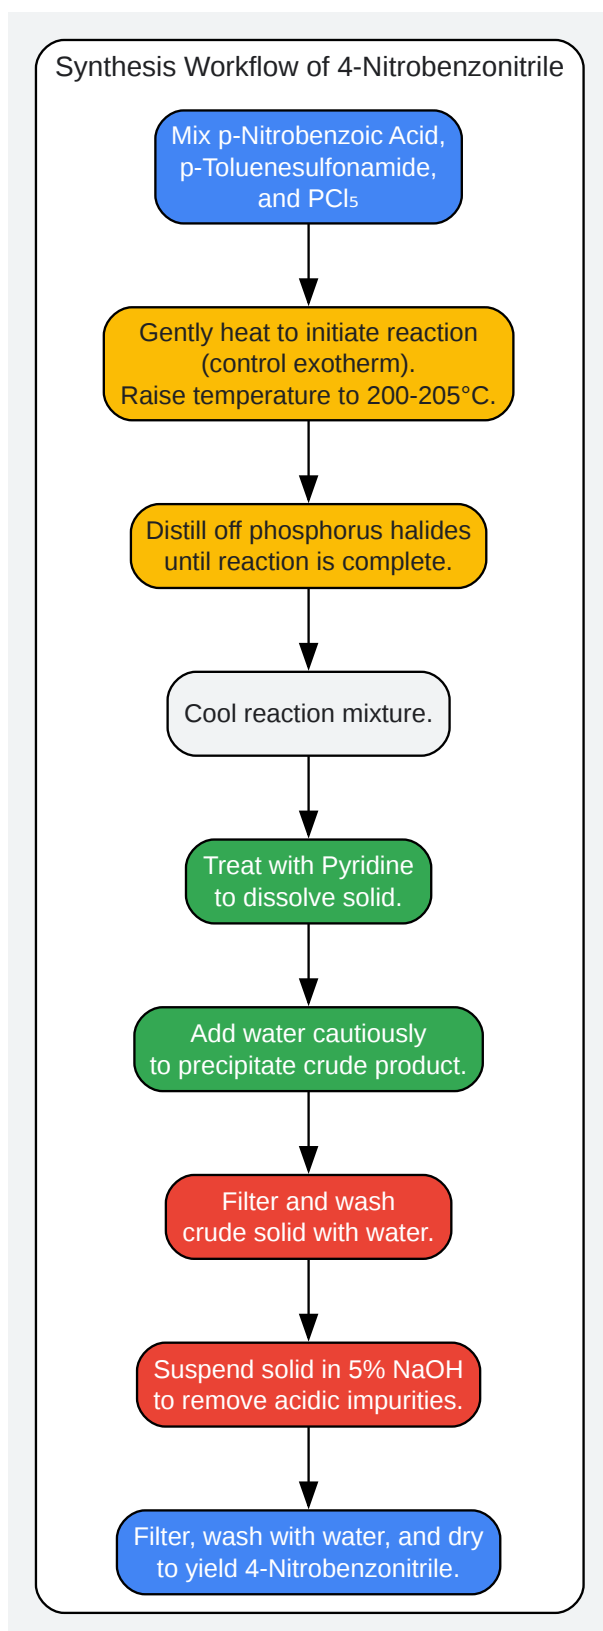 Synthesis Workflow of 4-Nitrobenzonitrile
Mix p-Nitrobenzoic Acid,
p-Toluenesulfonamide,
and PCl₅
Gently heat to initiate reaction
(control exotherm).
Raise temperature to 200-205°C.
Distill off phosphorus halides
until reaction is complete.
Cool reaction mixture.
Treat with Pyridine
to dissolve solid.
Add water cautiously
to precipitate crude product.
Filter and wash
crude solid with water.
Suspend solid in 5% NaOH
to remove acidic impurities.
Filter, wash with water, and dry
to yield 4-Nitrobenzonitrile.